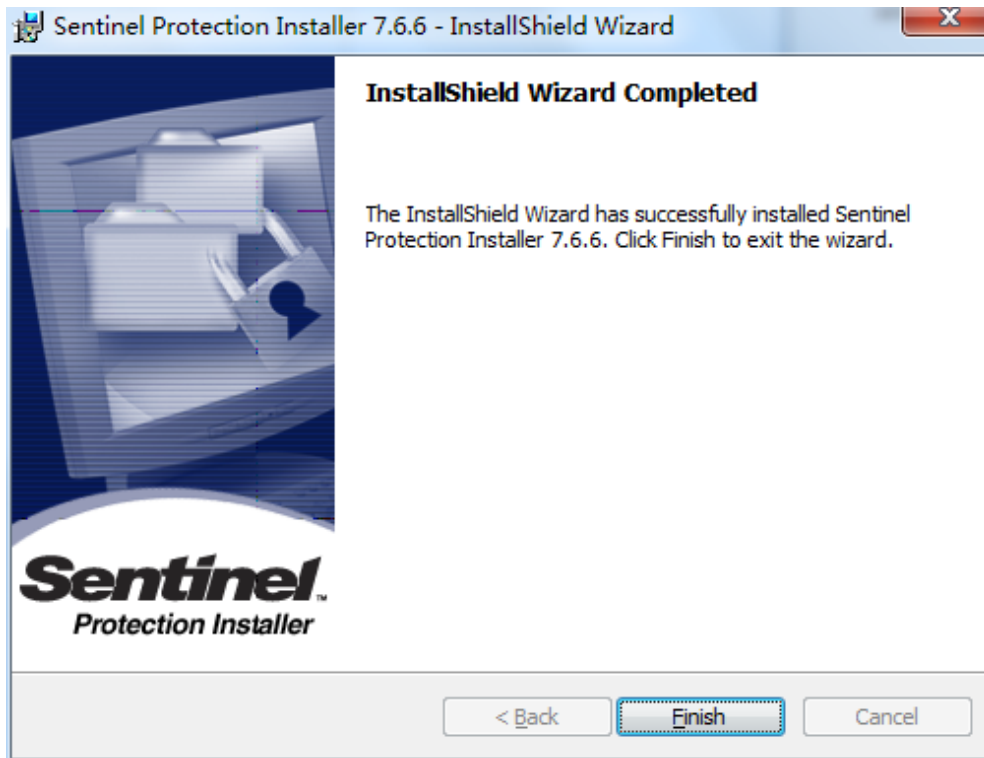 Sentinel Protection Installer 7.6.6 - InstallShield Wizard
InstallShield Wizard Completed
The InstallShield Wizard has successfully installed Sentinel
Protection Installer 7.6.6. Click Finish to exit the wizard.
Sentinel™
Protection Installer
< Back
Finish
Cancel